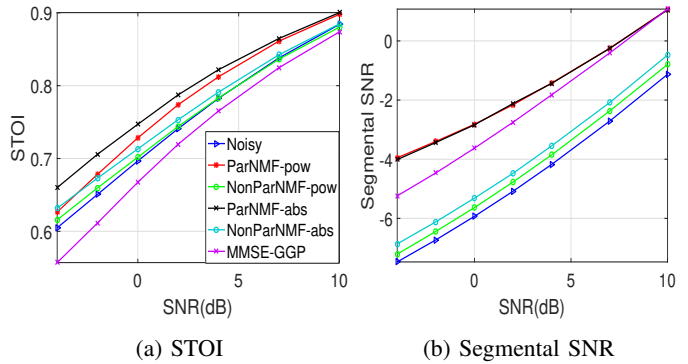 0.9
0.8
0.7
0.6
STOI
Noisy
ParNMF-pow
NonParNMF-pow
ParNMF-abs
NonParNMF-abs
MMSE-GGP
0 5 10
SNR(dB)
(a) STOI
0
-2
-4
-6
Segmental SNR
0 5 10
SNR(dB)
(b) Segmental SNR